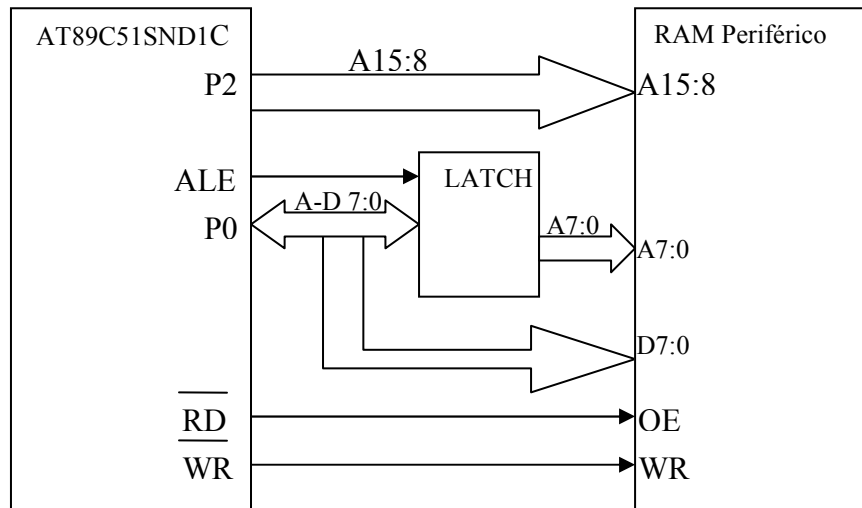 AT89C51SND1C
RAM Periférico
P2
A15:8
A15:8
ALE
LATCH
P0
A-D 7:0
A7:0
A7:0
D7:0
RD
OE
WR
WR